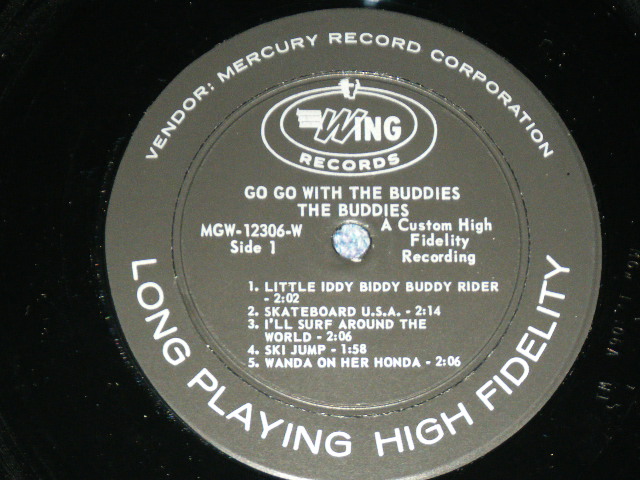 VENDOR: MERCURY RECORD CORPORATION
WING
RECORDS
GO GO WITH THE BUDDIES
THE BUDDIES
MGW-12306-W
Side 1
A Custom High
Fidelity
Recording
1. LITTLE IDDY BIDDY BUDDY RIDER
- 2:02
2. SKATEBOARD U.S.A. - 2:14
3. I'LL SURF AROUND THE
WORLD - 2:06
4. SKI JUMP - 1:58
5. WANDA ON HER HONDA - 2:06
LONG PLAYING HIGH FIDELITY